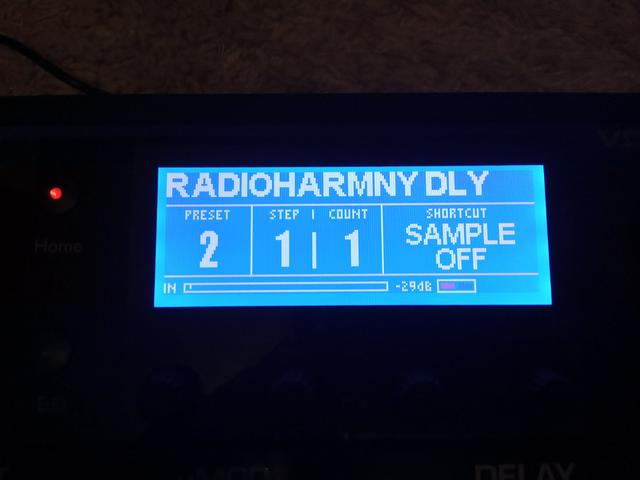 RADIOHARMNY DLY
PRESET STEP | COUNT SHORTCUT
2 1 | 1 SAMPLE OFF
IN -29dB
Home
DELAY